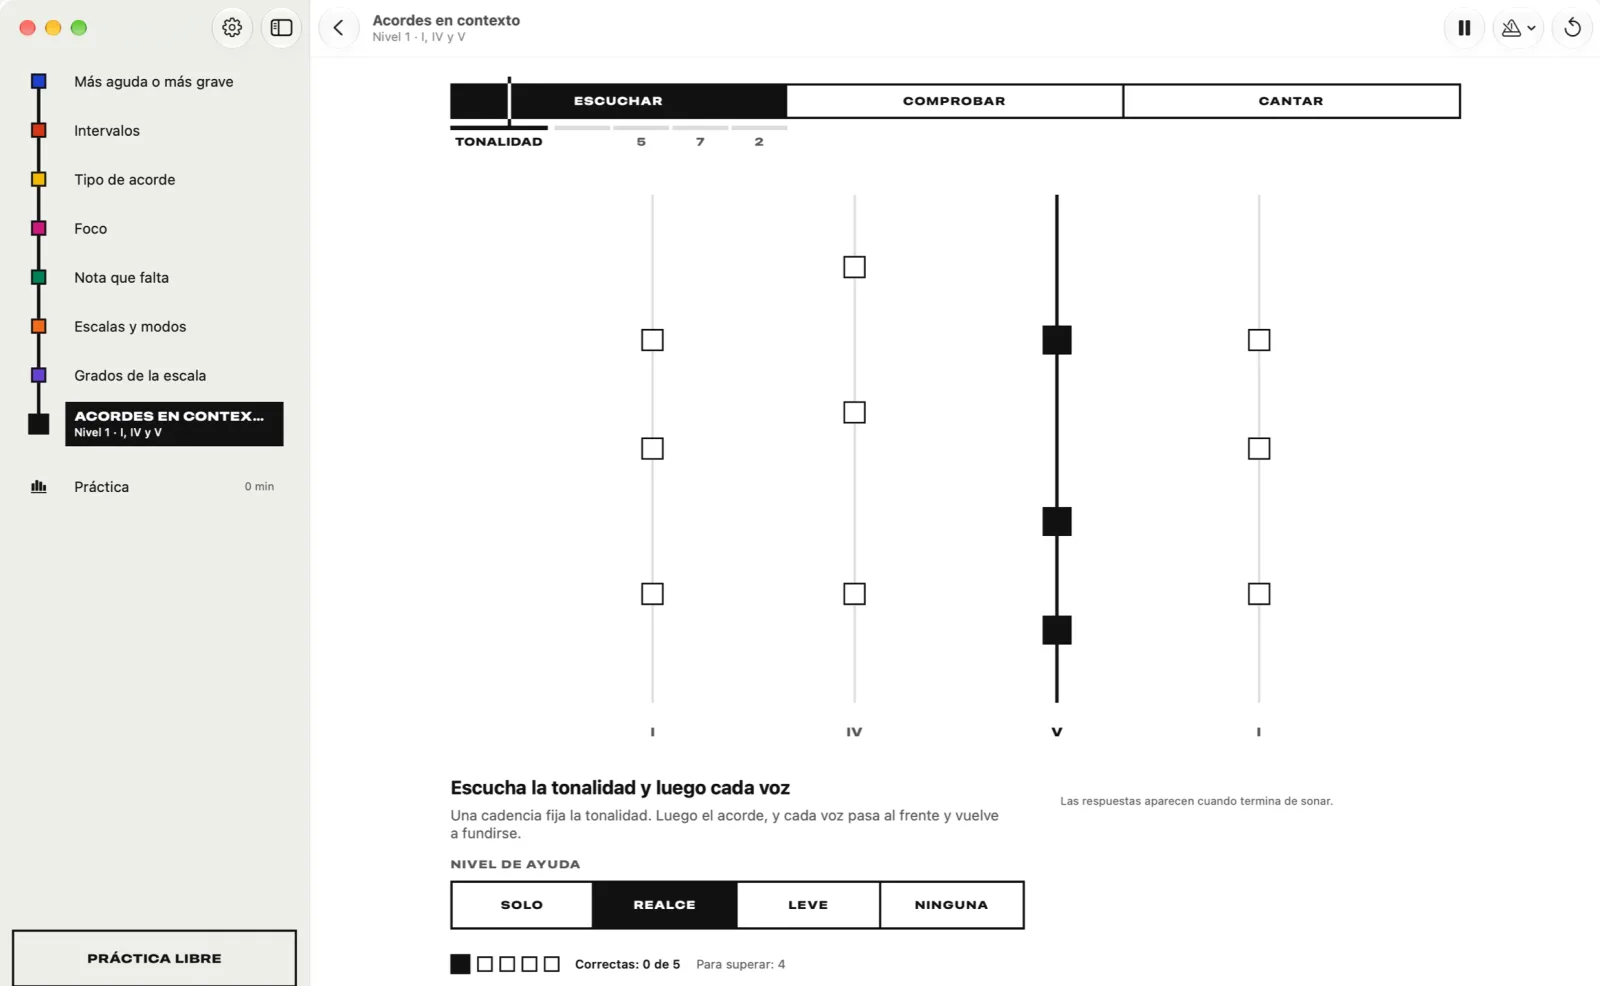 Más aguda o más grave
Intervalos
Tipo de acorde
Foco
Nota que falta
Escalas y modos
Grados de la escala
ACORDES EN CONTEX...
Nivel 1 · I, IV y V
Práctica
0 min
PRÁCTICA LIBRE
Acordes en contexto
Nivel 1 · I, IV y V
ESCUCHAR
COMPROBAR
CANTAR
TONALIDAD
5
7
2
I
IV
V
I
Escucha la tonalidad y luego cada voz
Una cadencia fija la tonalidad. Luego el acorde, y cada voz pasa al frente y vuelve
a fundirse.
Las respuestas aparecen cuando termina de sonar.
NIVEL DE AYUDA
SOLO
REALCE
LEVE
NINGUNA
Correctas: 0 de 5
Para superar: 4